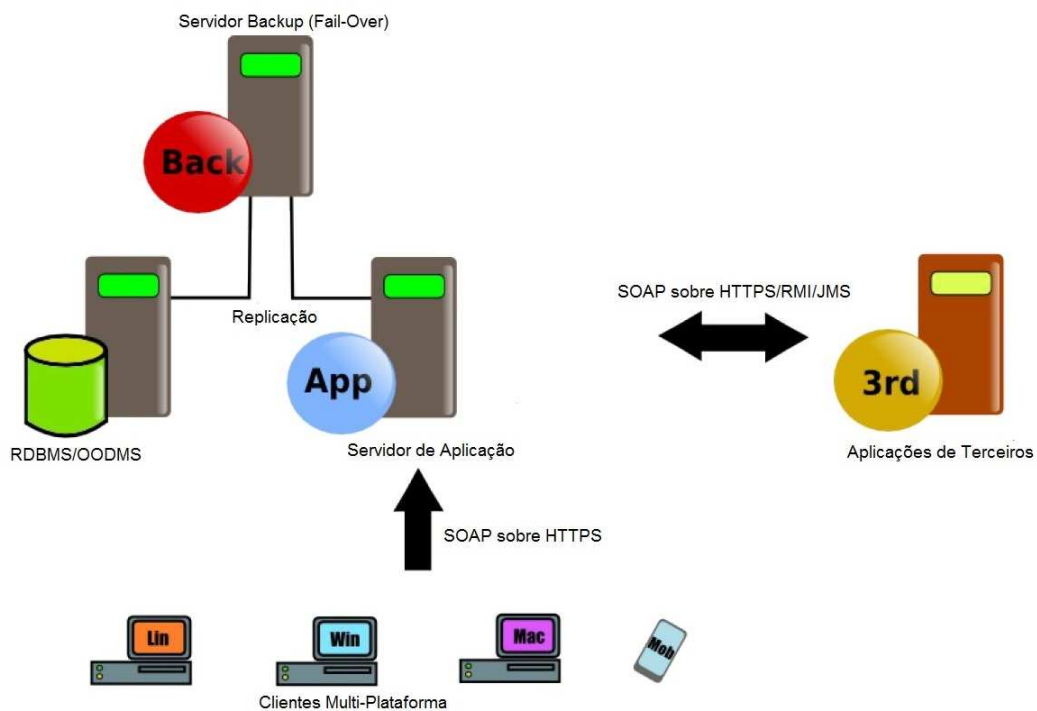 Servidor Backup (Fail-Over)
Back
Replicação
SOAP sobre HTTPS/RMI/JMS
App
3rd
RDBMS/OODMS
Servidor de Aplicação
Aplicações de Terceiros
SOAP sobre HTTPS
Lin
Win
Mac
Mob
Clientes Multi-Plataforma